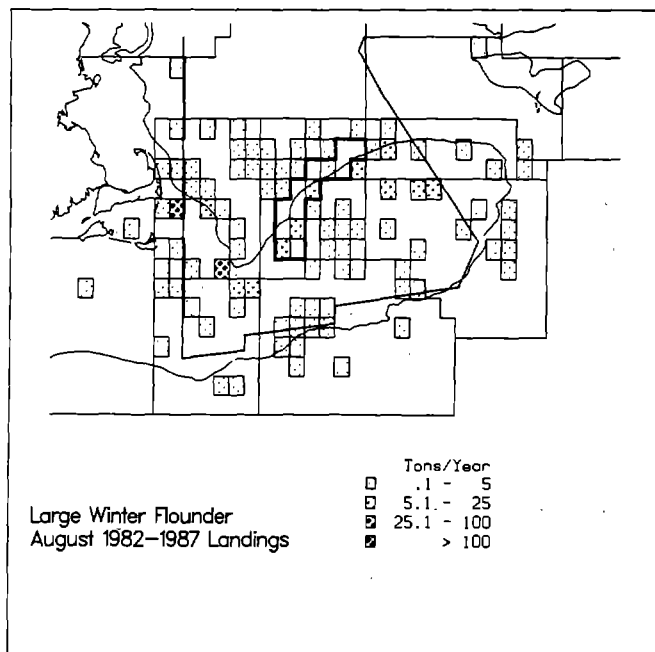 Large Winter Flounder
August 1982-1987 Landings
Tons/Year
.1 - 5
5.1 - 25
25.1 - 100
> 100